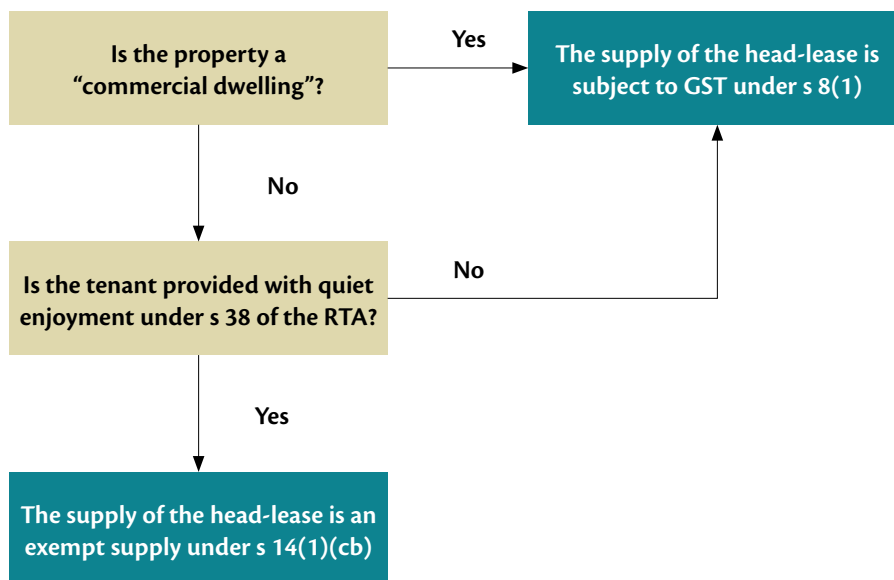 Is the property a
“commercial dwelling”?
Yes
The supply of the head-lease is
subject to GST under s 8(1)
No
Is the tenant provided with quiet
enjoyment under s 38 of the RTA?
No
Yes
The supply of the head-lease is an
exempt supply under s 14(1)(cb)